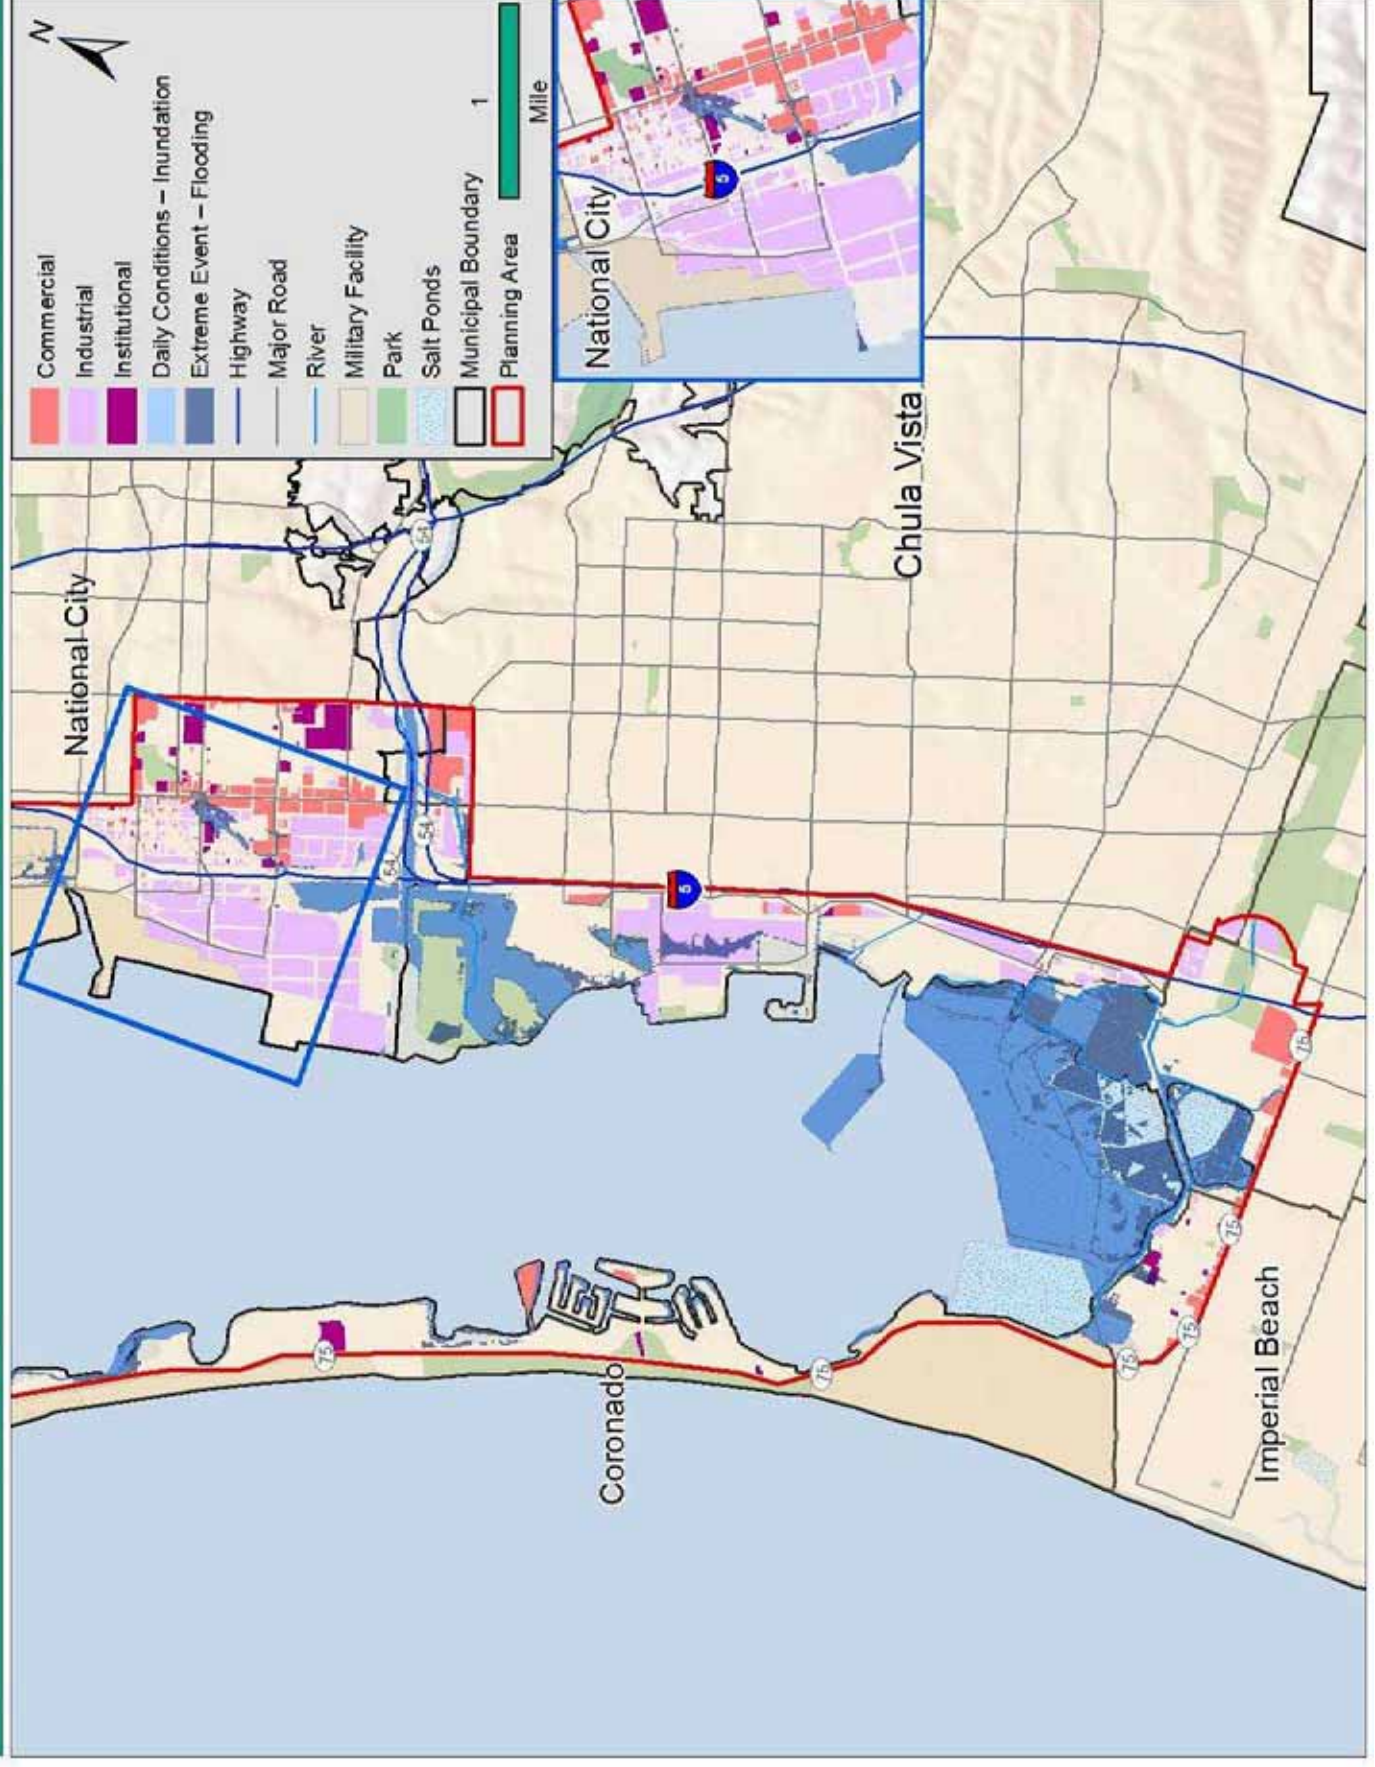 N
Commercial
Industrial
Institutional
Daily Conditions – Inundation
Extreme Event – Flooding
Highway
Major Road
River
Military Facility
Park
Salt Ponds
Municipal Boundary
Planning Area
1
Mile
National City
5
National City
54
54
54
5
Chula Vista
75
Coronado
75
75
75
75
75
Imperial Beach